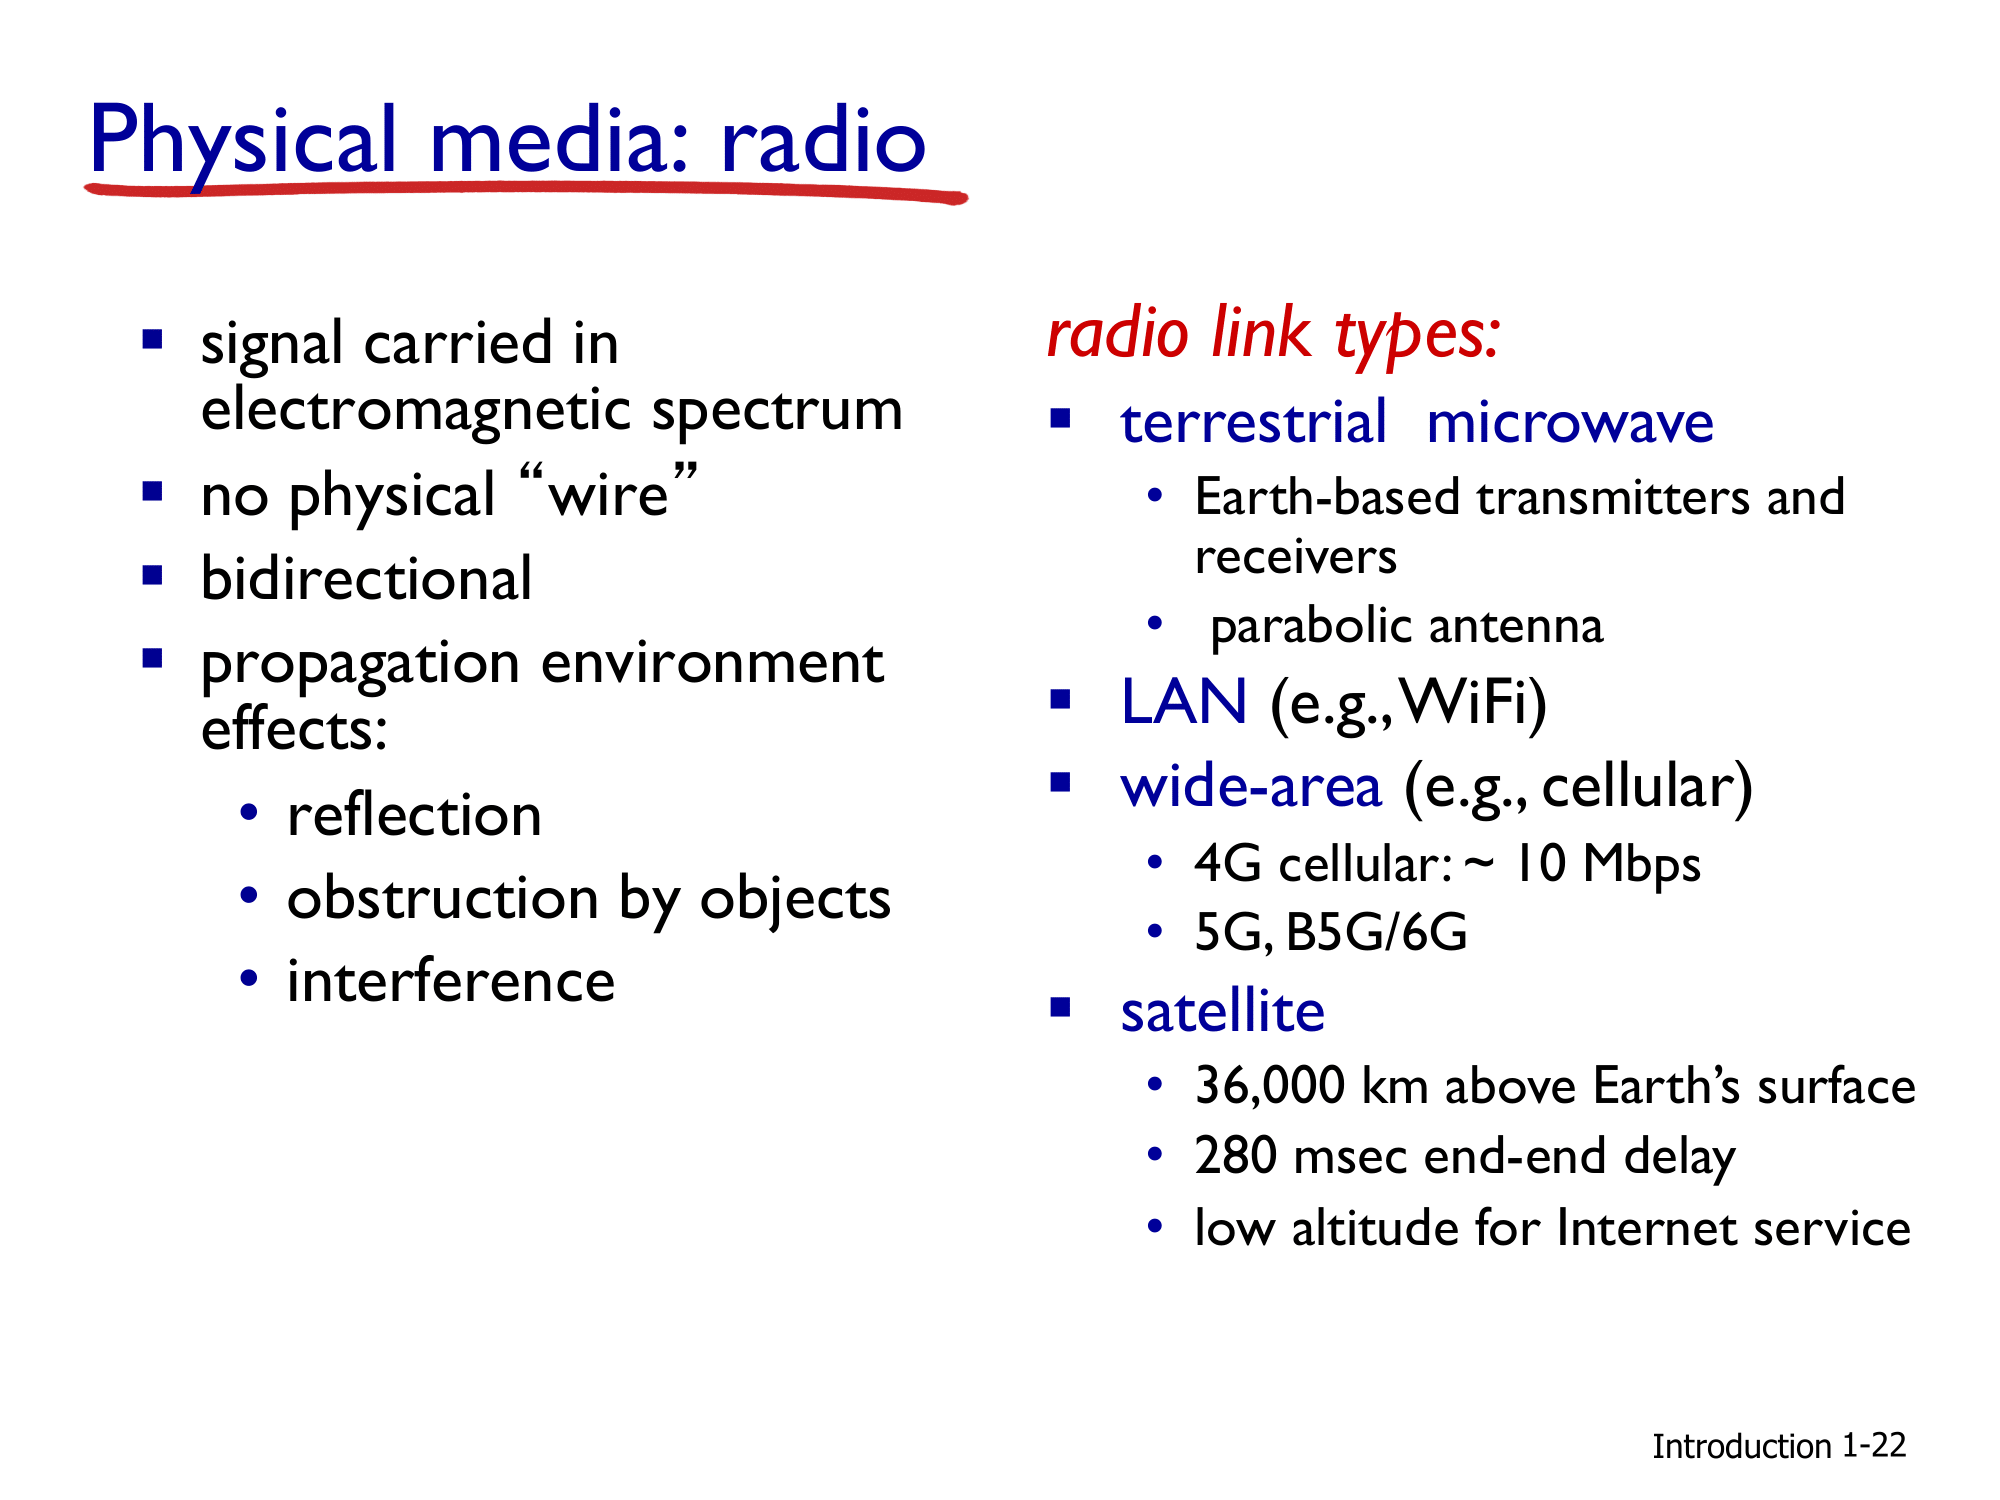 Physical media: radio
signal carried in
electromagnetic spectrum
no physical “wire”
bidirectional
propagation environment
effects:
reflection
obstruction by objects
interference
radio link types:
terrestrial microwave
Earth-based transmitters and
receivers
parabolic antenna
LAN (e.g., WiFi)
wide-area (e.g., cellular)
4G cellular: ~ 10 Mbps
5G, B5G/6G
satellite
36,000 km above Earth’s surface
280 msec end-end delay
low altitude for Internet service
Introduction 1-22